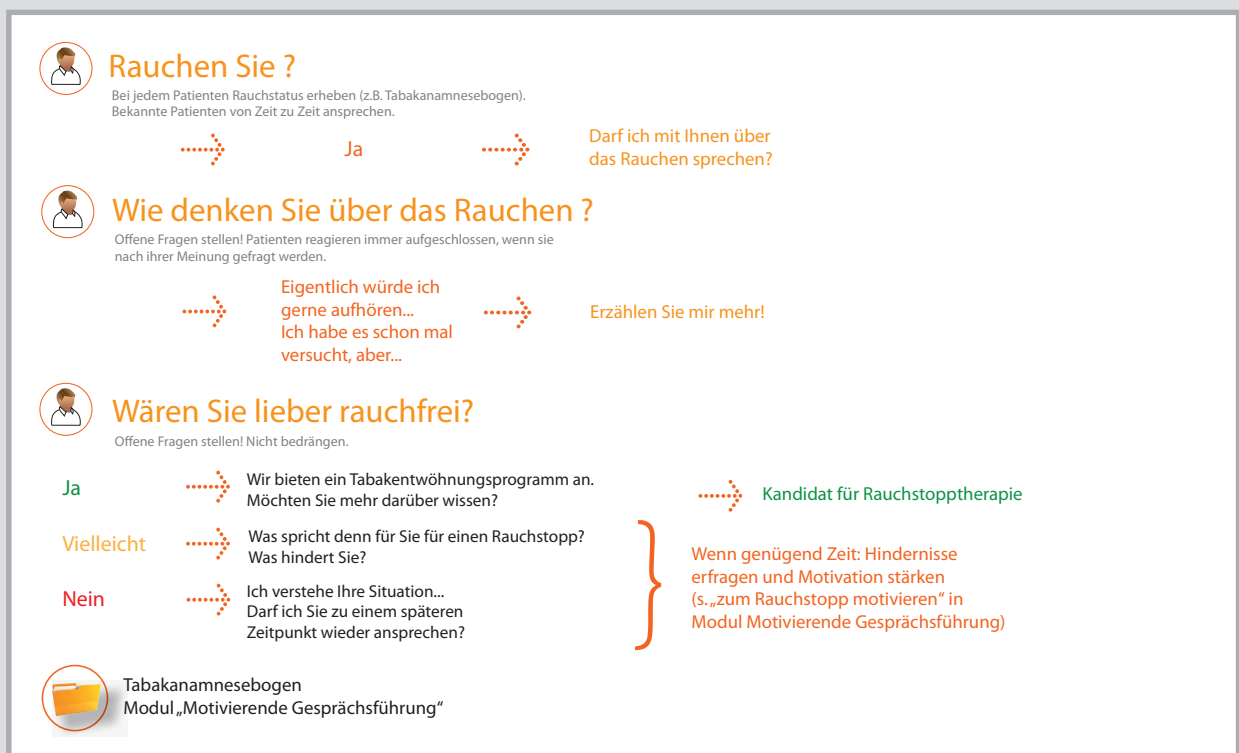 Rauchen Sie ?
Bei jedem Patienten Rauchstatus erheben (z.B. Tabakanamnesebogen).
Bekannte Patienten von Zeit zu Zeit ansprechen.
Ja
Darf ich mit Ihnen über
das Rauchen sprechen?
Wie denken Sie über das Rauchen ?
Offene Fragen stellen! Patienten reagieren immer aufgeschlossen, wenn sie
nach ihrer Meinung gefragt werden.
Eigentlich würde ich
gerne aufhören...
Ich habe es schon mal
versucht, aber...
Erzählen Sie mir mehr!
Wären Sie lieber rauchfrei?
Offene Fragen stellen! Nicht bedrängen.
Ja
Wir bieten ein Tabakentwöhnungsprogramm an.
Möchten Sie mehr darüber wissen?
Kandidat für Rauchstopptherapie
Vielleicht
Was spricht denn für Sie für einen Rauchstopp?
Was hindert Sie?
Nein
Ich verstehe Ihre Situation...
Darf ich Sie zu einem späteren
Zeitpunkt wieder ansprechen?
Wenn genügend Zeit: Hindernisse
erfragen und Motivation stärken
(s. „zum Rauchstopp motivieren“ in
Modul Motivierende Gesprächsführung)
Tabakanamnesebogen
Modul „Motivierende Gesprächsführung“